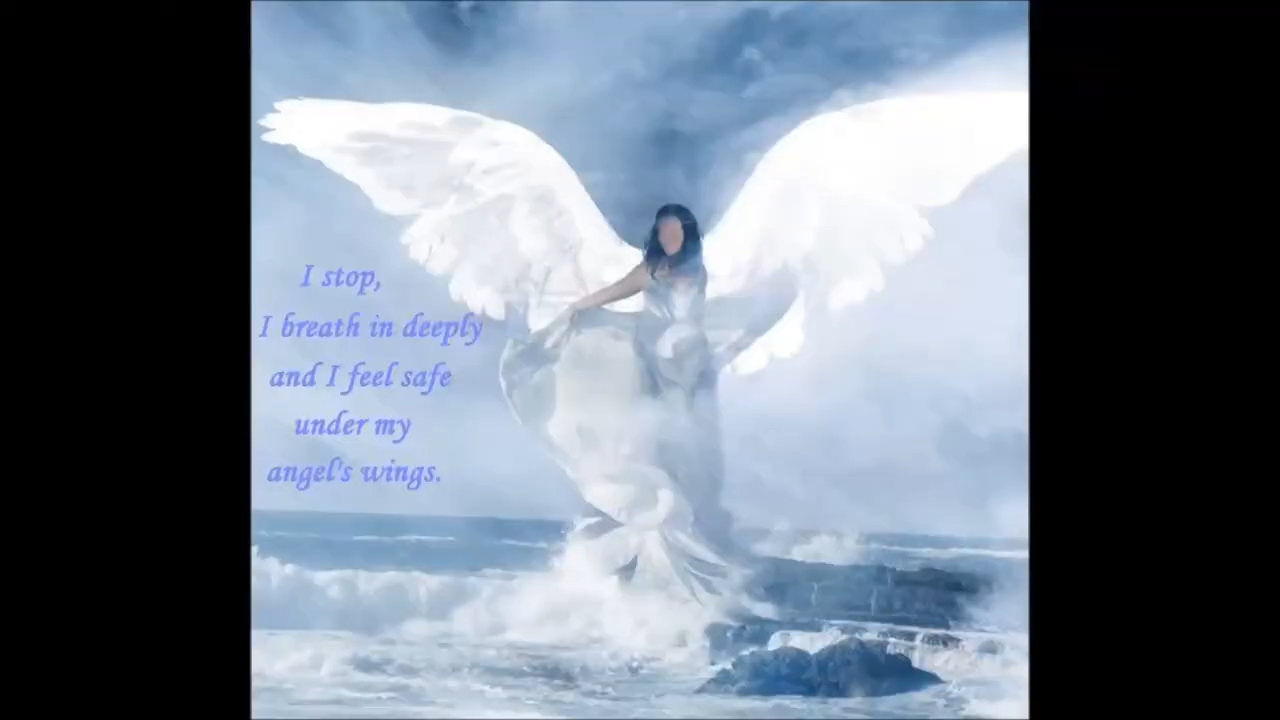 I stop,
I breath in deeply
and I feel safe
under my
angel's wings.